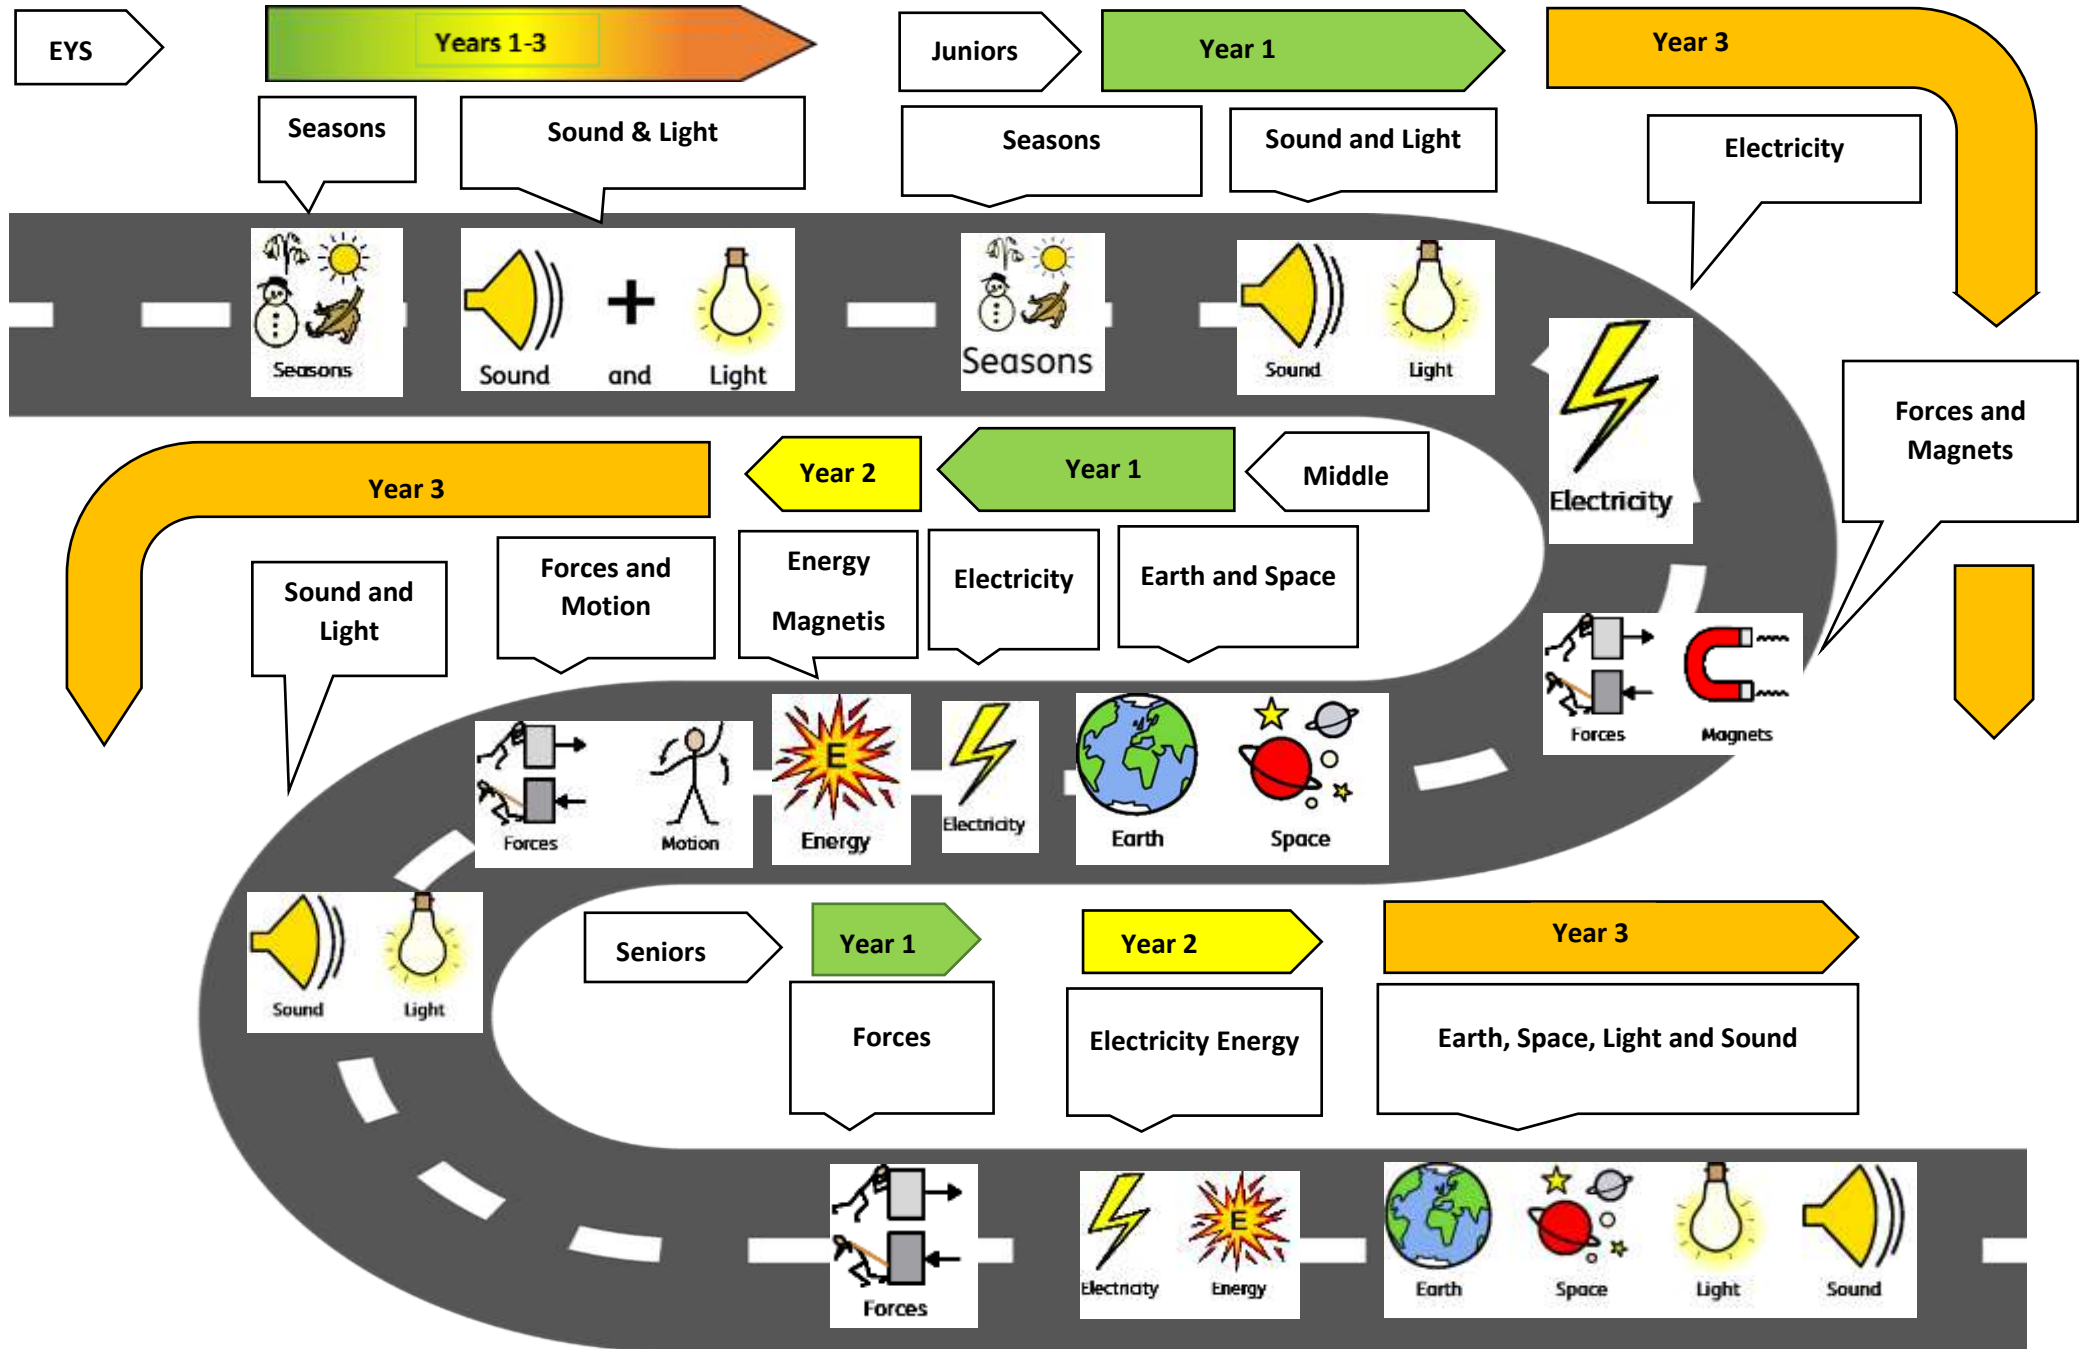 EYS
Years 1-3
Juniors
Year 1
Year 3
Seasons
Sound & Light
Seasons
Sound and Light
Electricity
Seasons
Sound and Light
Seasons
Sound Light
Electricity
Forces and
Magnets
Forces Magnets
Middle
Year 1
Year 2
Year 3
Earth and Space
Electricity
Energy
Magnetis
Forces and
Motion
Sound and
Light
Earth Space
Electricity
Energy
Forces Motion
Sound Light
Seniors
Year 1
Year 2
Year 3
Forces
Electricity Energy
Earth, Space, Light and Sound
Forces
Electricity Energy
E
E
Earth Space Light Sound